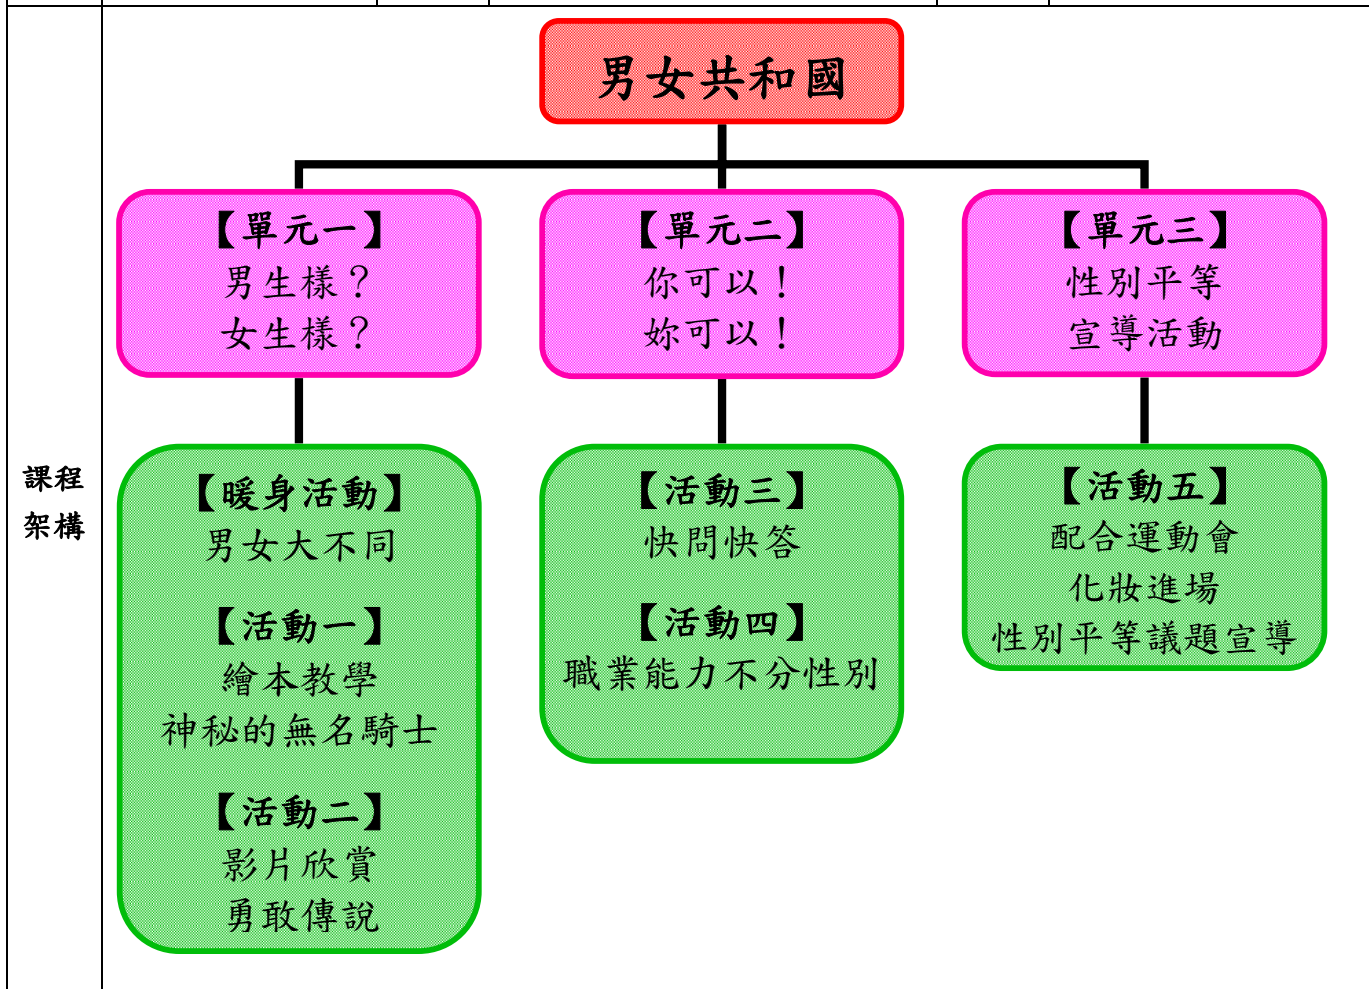 課程
架構
男女共和國
【單元一】
男生樣？
女生樣？
【單元二】
你可以！
妳可以！
【單元三】
性別平等
宣導活動
【暖身活動】
男女大不同
【活動一】
繪本教學
神秘的無名騎士
【活動二】
影片欣賞
勇敢傳說
【活動三】
快問快答
【活動四】
職業能力不分性別
【活動五】
配合運動會
化妝進場
性別平等議題宣導